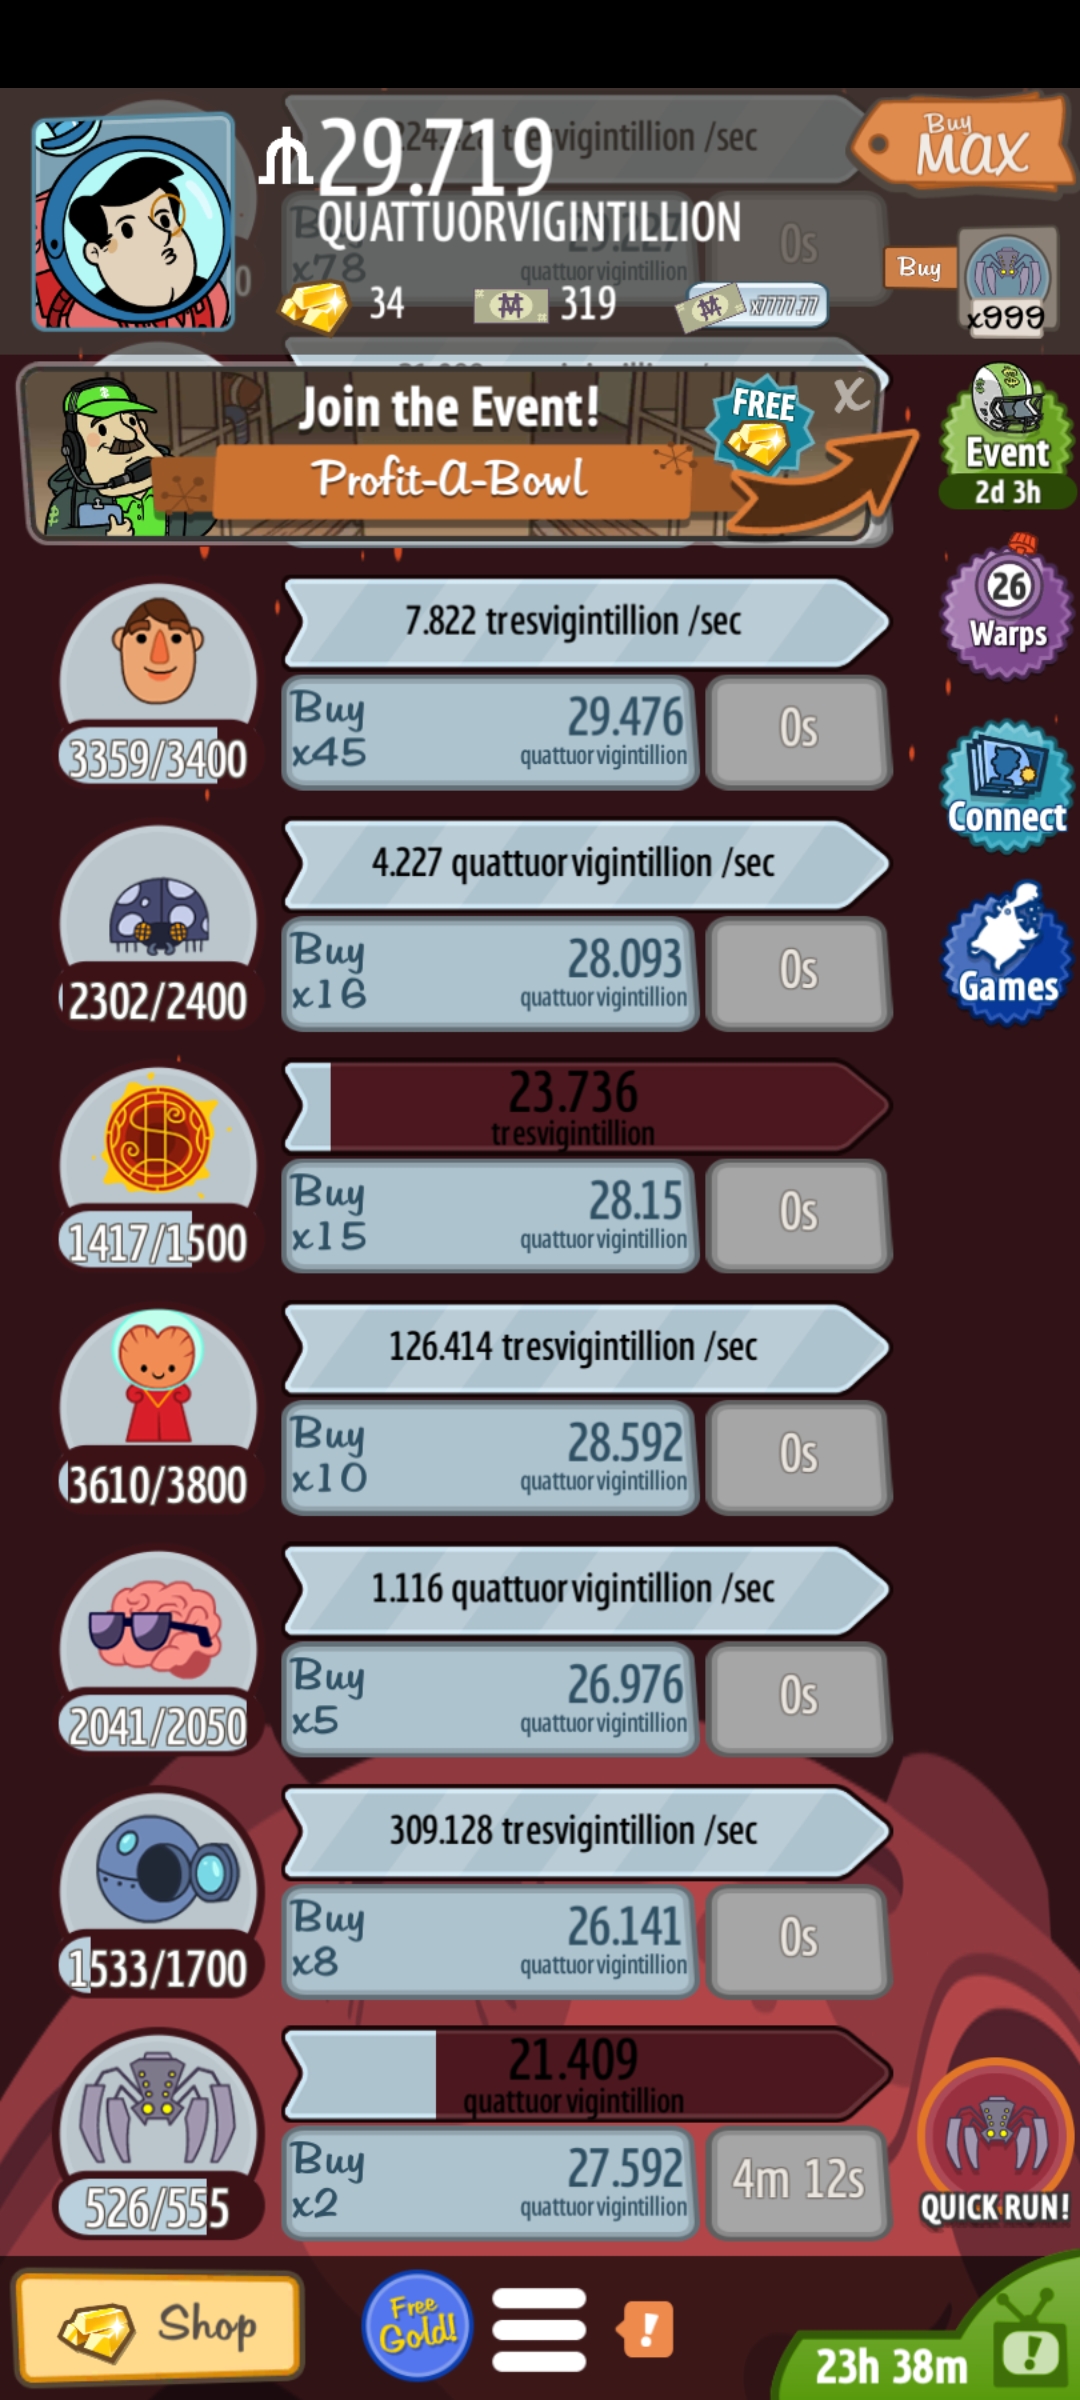 29.719
QUATTUORVIGINTILLION
tresvigintillion /sec
Buy
MAX
x78
29.227
quattuorvigintillion
0s
34
319
x7777.77
Buy
x999
Join the Event!
Profit-A-Bowl
FREE
X
Event
2d 3h
7.822 tresvigintillion /sec
Buy
x45
29.476
quattuorvigintillion
0s
3359/3400
26
Warps
4.227 quattuorvigintillion /sec
Buy
x16
28.093
quattuorvigintillion
0s
2302/2400
Connect
Games
23.736
tresvigintillion
Buy
x15
28.15
quattuorvigintillion
0s
1417/1500
126.414 tresvigintillion /sec
Buy
x10
28.592
quattuorvigintillion
0s
3610/3800
1.116 quattuorvigintillion /sec
Buy
x5
26.976
quattuorvigintillion
0s
2041/2050
309.128 tresvigintillion /sec
Buy
x8
26.141
quattuorvigintillion
0s
1533/1700
21.409
quattuorvigintillion
Buy
x2
27.592
quattuorvigintillion
4m 12s
526/555
QUICK RUN!
Shop
Free
Gold!
!
23h 38m
!